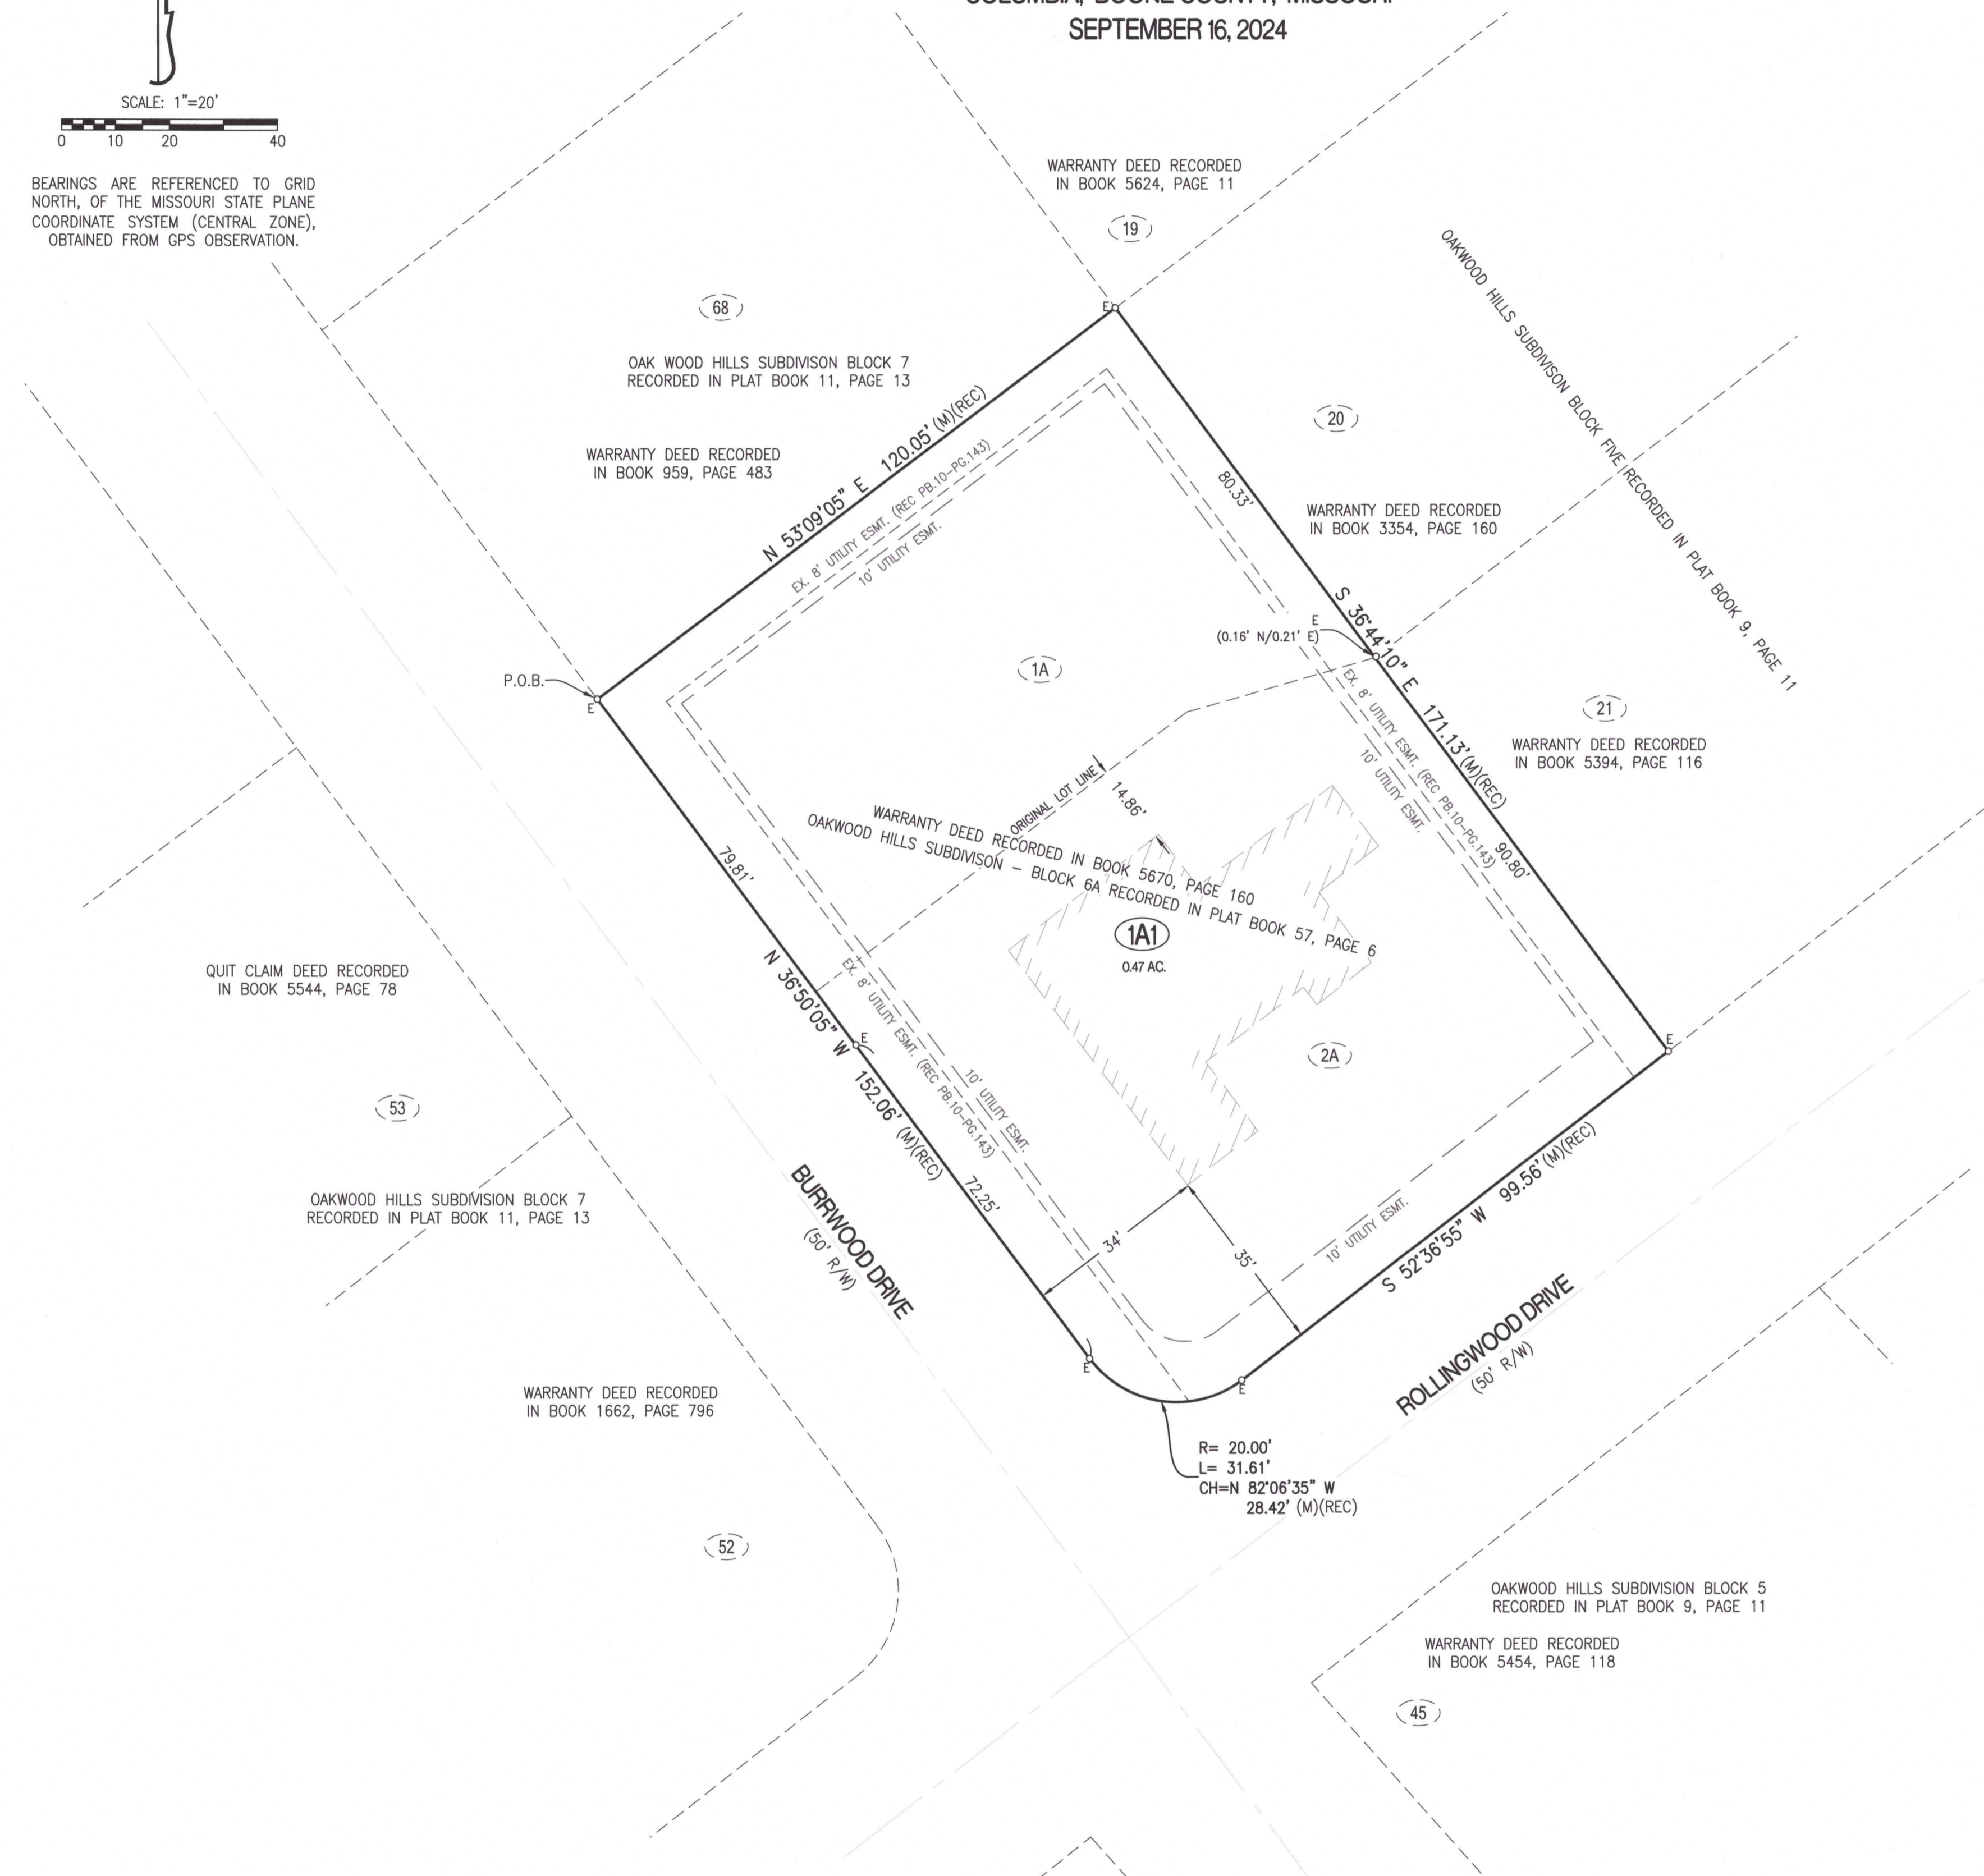 SEPTEMBER 16, 2024
SCALE: 1"=20'
0 10 20 40
BEARINGS ARE REFERENCED TO GRID
NORTH, OF THE MISSOURI STATE PLANE
COORDINATE SYSTEM (CENTRAL ZONE),
OBTAINED FROM GPS OBSERVATION.
WARRANTY DEED RECORDED
IN BOOK 5624, PAGE 11
19
E
68
OAK WOOD HILLS SUBDIVISON BLOCK 7
RECORDED IN PLAT BOOK 11, PAGE 13
WARRANTY DEED RECORDED
IN BOOK 959, PAGE 483
N 53°09'05" E 120.05' (M)(REC)
EX. 8' UTILITY ESMT. (REC PB.10-PG.143)
10' UTILITY ESMT.
OAKWOOD HILLS SUBDIVISON BLOCK FIVE RECORDED IN PLAT BOOK 9, PAGE 11
20
WARRANTY DEED RECORDED
IN BOOK 3354, PAGE 160
80.33'
S 36°44'10" E 171.13' (M)(REC)
E
(0.16' N/0.21' E)
P.O.B.
E
1A
EX. 8' UTILITY ESMT. (REC PB.10-PG.143)
10' UTILITY ESMT.
90.80'
21
WARRANTY DEED RECORDED
IN BOOK 5394, PAGE 116
ORIGINAL LOT LINE
14.86'
WARRANTY DEED RECORDED IN BOOK 5670, PAGE 160
OAKWOOD HILLS SUBDIVISON - BLOCK 6A RECORDED IN PLAT BOOK 57, PAGE 6
1A1
0.47 AC.
79.81'
N 36°50'05" W 152.06' (M)(REC)
E
EX. 8' UTILITY ESMT. (REC PB.10-PG.143)
10' UTILITY ESMT.
72.25'
2A
E
QUIT CLAIM DEED RECORDED
IN BOOK 5544, PAGE 78
53
OAKWOOD HILLS SUBDIVISION BLOCK 7
RECORDED IN PLAT BOOK 11, PAGE 13
BURRWOOD DRIVE
(50' R/W)
34'
35'
10' UTILITY ESMT.
S 52°36'55" W 99.56' (M)(REC)
ROLLINGWOOD DRIVE
(50' R/W)
E
E
R= 20.00'
L= 31.61'
CH=N 82°06'35" W
28.42' (M)(REC)
WARRANTY DEED RECORDED
IN BOOK 1662, PAGE 796
52
OAKWOOD HILLS SUBDIVISION BLOCK 5
RECORDED IN PLAT BOOK 9, PAGE 11
WARRANTY DEED RECORDED
IN BOOK 5454, PAGE 118
45